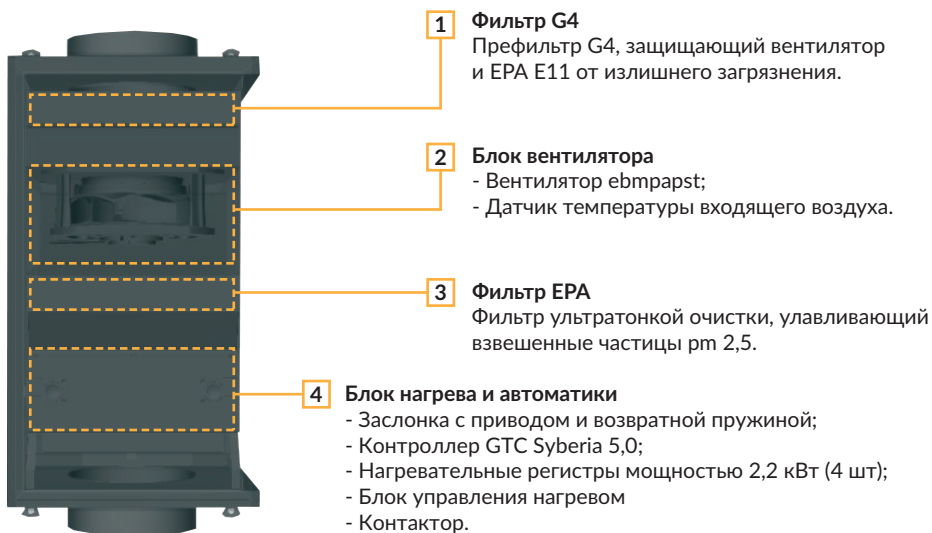 1 Фильтр G4
Префильтр G4, защищающий вентилятор
и EPA E11 от излишнего загрязнения.
2 Блок вентилятора
- Вентилятор ebmpapst;
- Датчик температуры входящего воздуха.
3 Фильтр EPA
Фильтр ультратонкой очистки, улавливающий
взвешенные частицы pm 2,5.
4 Блок нагрева и автоматики
- Заслонка с приводом и возвратной пружиной;
- Контроллер GTC Syberia 5,0;
- Нагревательные регистры мощностью 2,2 кВт (4 шт);
- Блок управления нагревом
- Контактор.